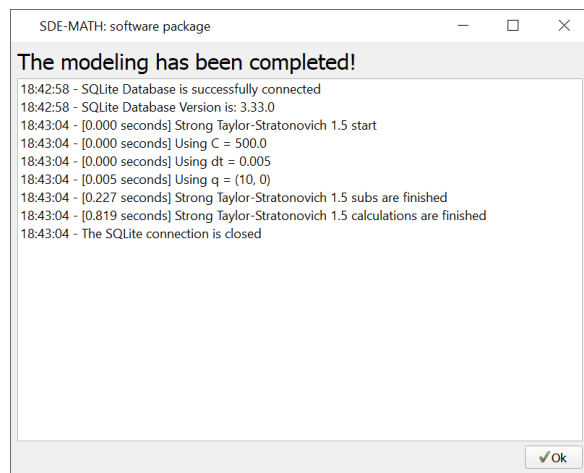 SDE-MATH: software package
The modeling has been completed!
18:42:58 - SQLite Database is successfully connected
18:42:58 - SQLite Database Version is: 3.33.0
18:43:04 - [0.000 seconds] Strong Taylor-Stratonovich 1.5 start
18:43:04 - [0.000 seconds] Using C = 500.0
18:43:04 - [0.000 seconds] Using dt = 0.005
18:43:04 - [0.005 seconds] Using q = (10, 0)
18:43:04 - [0.227 seconds] Strong Taylor-Stratonovich 1.5 subs are finished
18:43:04 - [0.819 seconds] Strong Taylor-Stratonovich 1.5 calculations are finished
18:43:04 - The SQLite connection is closed
Ok